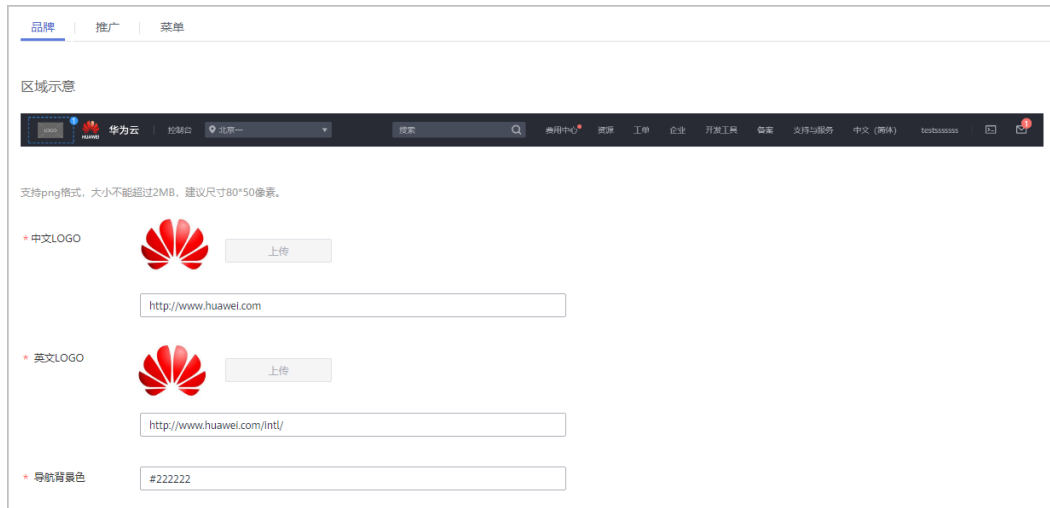 品牌 推广 菜单
区域示意
LOGO 1 HUAWEI 华为云 控制台 北京一 搜索 费用中心 资源 工单 企业 开发工具 备案 支持与服务 中文 (简体) testsssssss 1
支持png格式，大小不能超过2MB，建议尺寸80*50像素。
* 中文LOGO 上传
http://www.huawei.com
* 英文LOGO 上传
http://www.huawei.com/intl/
* 导航背景色 #222222